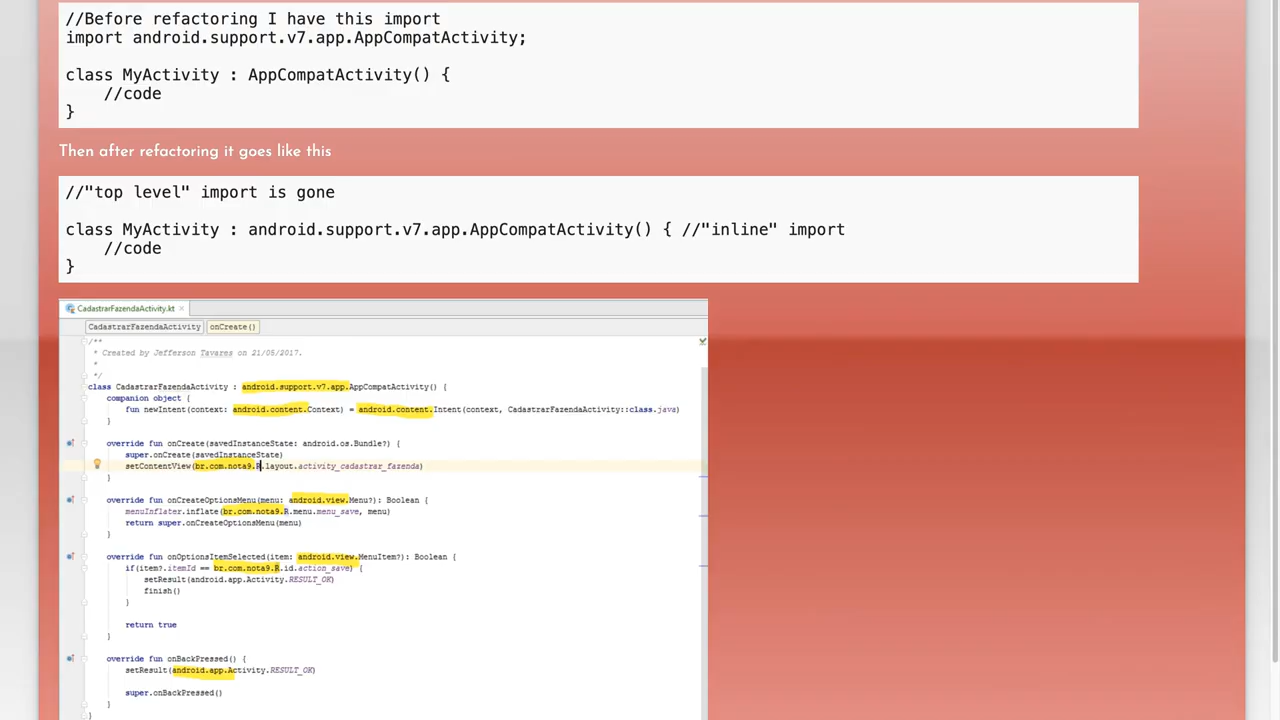 //Before refactoring I have this import
import android.support.v7.app.AppCompatActivity;
class MyActivity : AppCompatActivity() {
//code
}
Then after refactoring it goes like this
//"top level" import is gone
class MyActivity : android.support.v7.app.AppCompatActivity() { //"inline" import
//code
}
CadastrarFazendaActivity.kt ×
CadastrarFazendaActivity onCreate()
/**
* Created by Jefferson Tavares on 21/05/2017.
*
*/
class CadastrarFazendaActivity : android.support.v7.app.AppCompatActivity() {
companion object {
fun newIntent(context: android.content.Context) = android.content.Intent(context, CadastrarFazendaActivity::class.java)
}
override fun onCreate(savedInstanceState: android.os.Bundle?) {
super.onCreate(savedInstanceState)
setContentView(br.com.nota9.R.layout.activity_cadastrar_fazenda)
}
override fun onCreateOptionsMenu(menu: android.view.Menu?): Boolean {
menuInflater.inflate(br.com.nota9.R.menu.menu_save, menu)
return super.onCreateOptionsMenu(menu)
}
override fun onOptionsItemSelected(item: android.view.MenuItem?): Boolean {
if(item?.itemId == br.com.nota9.R.id.action_save) {
setResult(android.app.Activity.RESULT_OK)
finish()
}
return true
}
override fun onBackPressed() {
setResult(android.app.Activity.RESULT_OK)
super.onBackPressed()
}
}